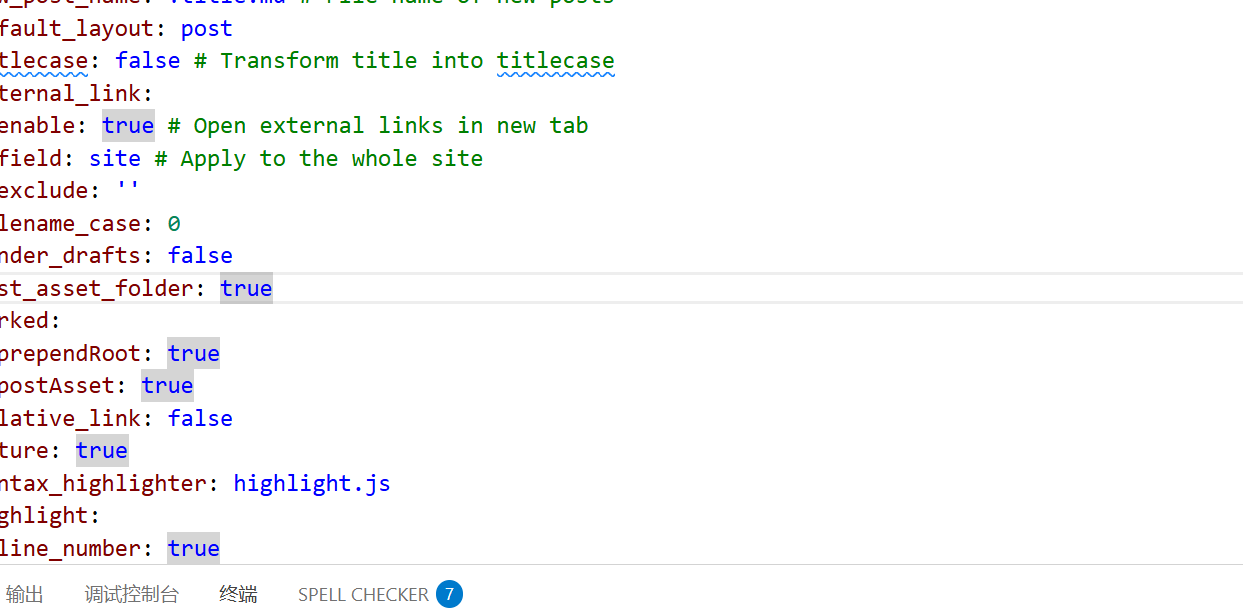 fault_layout: post
tlecase: false # Transform title into titlecase
ternal_link:
enable: true # Open external links in new tab
field: site # Apply to the whole site
exclude: ''
lename_case: 0
nder_drafts: false
st_asset_folder: true
rked:
prependRoot: true
postAsset: true
lative_link: false
ture: true
ntax_highlighter: highlight.js
ghlight:
line_number: true
输出 调试控制台 终端 SPELL CHECKER 7